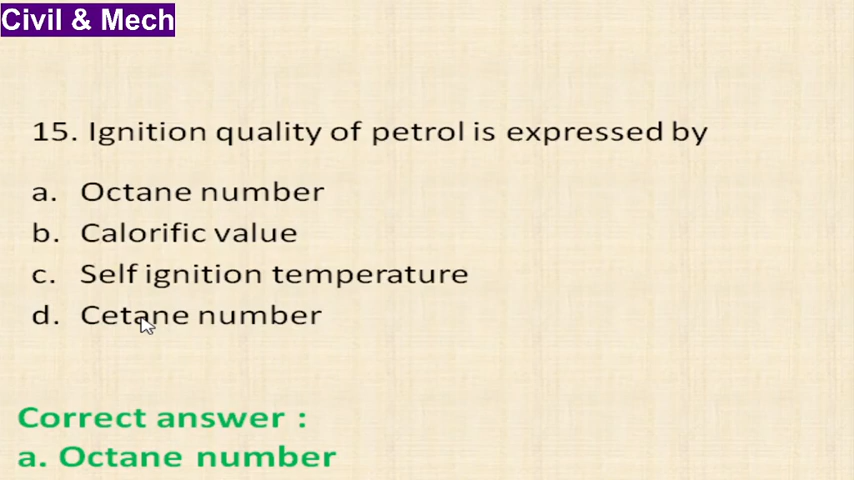 Civil & Mech
15. Ignition quality of petrol is expressed by
a. Octane number
b. Calorific value
c. Self ignition temperature
d. Cetane number
Correct answer :
a. Octane number